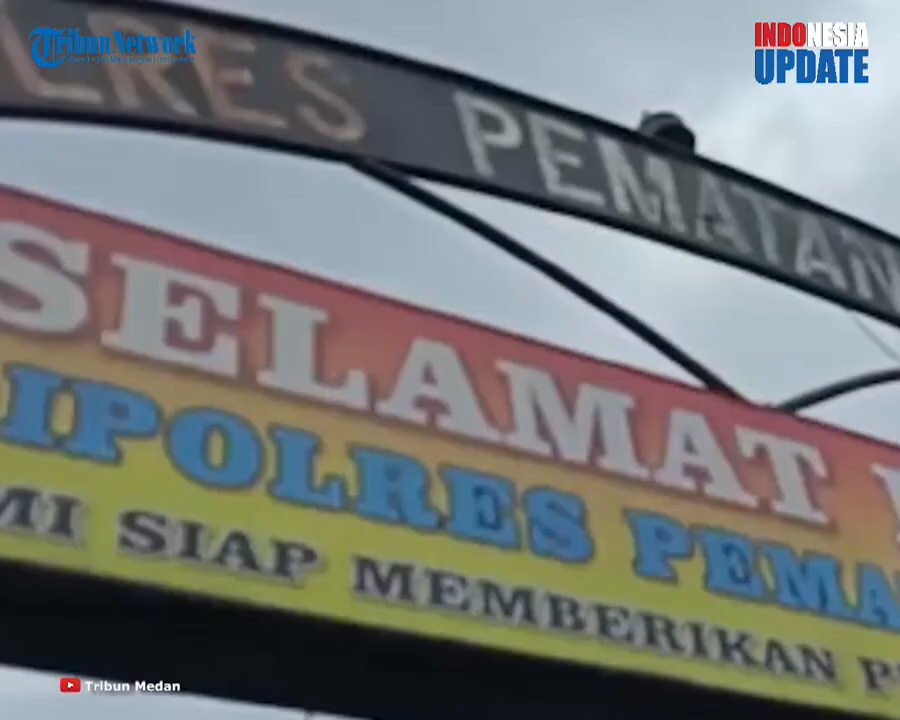 Tribun Network
INDONESIA
UPDATE
LRES PEMATAN
SELAMAT
IPOLRES PEMA
MI SIAP MEMBERIKAN P
Tribun Medan